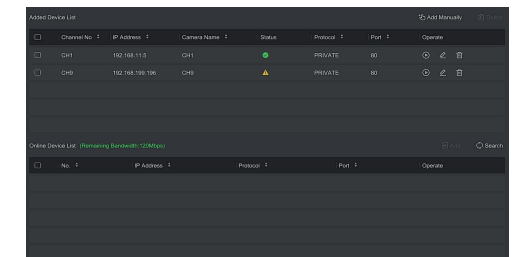 Added Device List Add Manually Delete
Channel No IP Address Camera Name Status Protocol Port Operate
CH1 192.168.11.5 CH1 PRIVATE 80
CH9 192.168.199.196 CH9 PRIVATE 80
Online Device List (Remaining Bandwidth:120Mbps) Add Search
No. IP Address Protocol Port Operate